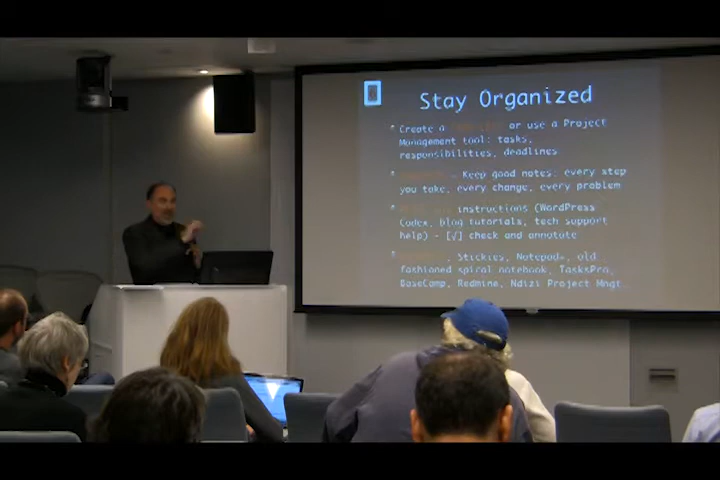 Stay Organized
Create a or use a Project
Management tool: tasks,
responsibilities, deadlines
Keep good notes: every step
you take, every change, every problem
instructions (WordPress
Codex, blog tutorials, tech support
help) - [√] check and annotate
, Stickies, Notepad, old
fashioned spiral notebook, TasksPro,
BaseCamp, Redmine, Ndizi Project Mngt